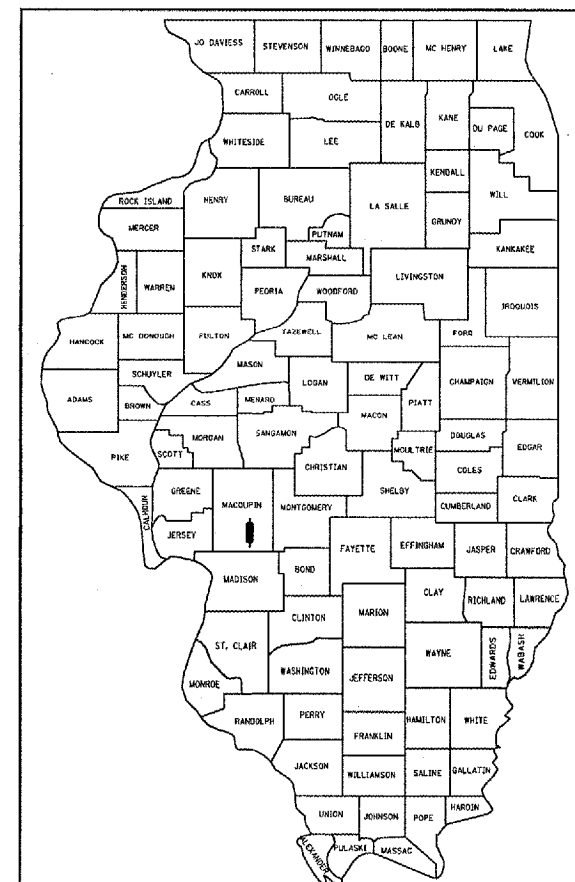 JO DAVIESS
STEVENSON
WINNEBAGO
BOONE
MC HENRY
LAKE
CARROLL
OGLE
DE KALB
KANE
DU PAGE
COOK
WHITESIDE
LEE
KENDALL
WILL
ROCK ISLAND
HENRY
BUREAU
LA SALLE
GRUNDY
MERCER
PUTNAM
STARK
MARSHALL
KANKAKEE
HENDERSON
WARREN
KNOX
PEORIA
WOODFORD
LIVINGSTON
IROQUOIS
HANCOCK
MC DONOUGH
FULTON
TAZEWELL
MC LEAN
FORD
MASON
SCHUYLER
LOGAN
DE WITT
CHAMPAIGN
VERMILION
ADAMS
BROWN
CASS
MENARD
MACON
PIATT
PIKE
SCOTT
MORGAN
SANGAMON
MOULTRIE
DOUGLAS
EDGAR
CHRISTIAN
COLES
CALHOUN
GREENE
MACOUPIN
MONTGOMERY
SHELBY
CUMBERLAND
CLARK
JERSEY
FAYETTE
EFFINGHAM
JASPER
CRAWFORD
MADISON
BOND
CLAY
RICHLAND
LAWRENCE
CLINTON
MARION
ST. CLAIR
WAYNE
EDWARDS
WABASH
WASHINGTON
JEFFERSON
MONROE
RANDOLPH
PERRY
HAMILTON
WHITE
FRANKLIN
JACKSON
WILLIAMSON
SALINE
GALLATIN
UNION
JOHNSON
POPE
HARDIN
ALEXANDER
PULASKI
MASSAC